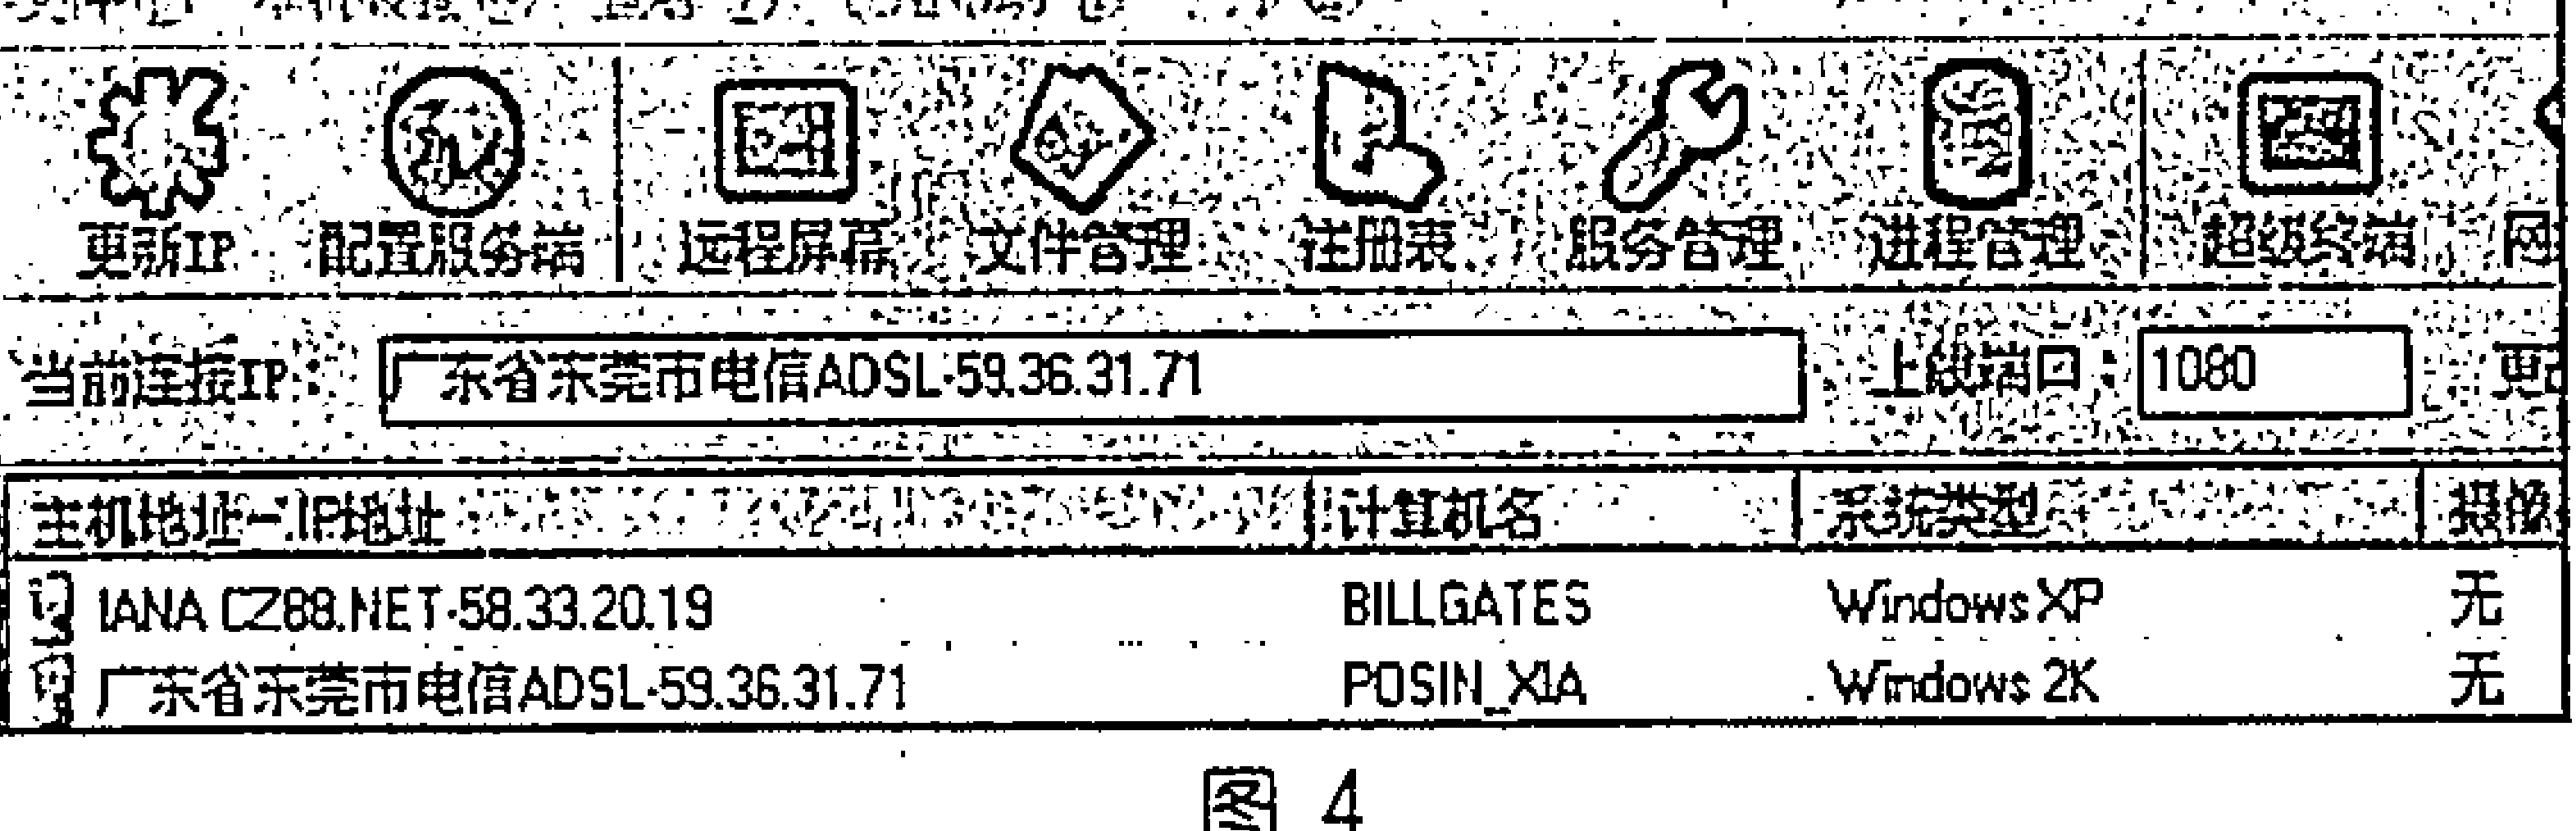 更新IP 配置服务端 远程屏幕 文件管理 注册表 服务管理 进程管理 超级终端 网
当前连接IP: 广东省东莞市电信ADSL-59.36.31.71 上线端口: 1080 更改
主机地址-IP地址 计算机名 系统类型 摄像
IANA CZ88.NET-58.33.20.19 BILLGATES Windows XP 无
广东省东莞市电信ADSL-59.36.31.71 POSIN_XIA Windows 2K 无
图 4